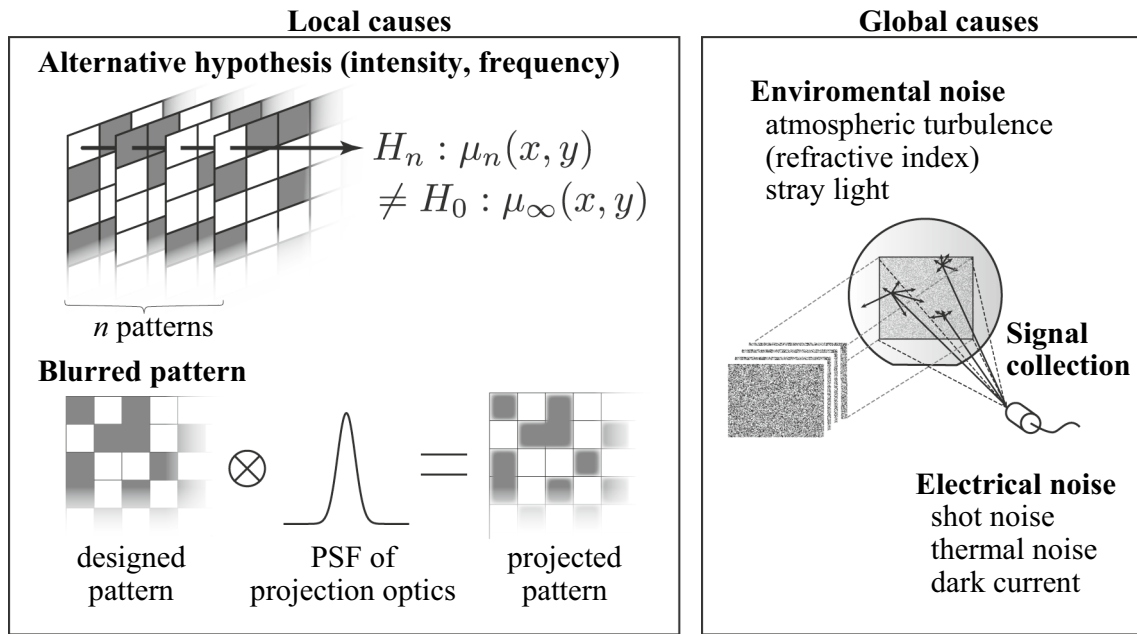 Local causes
Alternative hypothesis (intensity, frequency)
H_n : μ_n(x, y)
≠ H_0 : μ_∞(x, y)
n patterns
Blurred pattern
⊗
=
designed
pattern
PSF of
projection optics
projected
pattern
Global causes
Enviromental noise
atmospheric turbulence
(refractive index)
stray light
Signal
collection
Electrical noise
shot noise
thermal noise
dark current